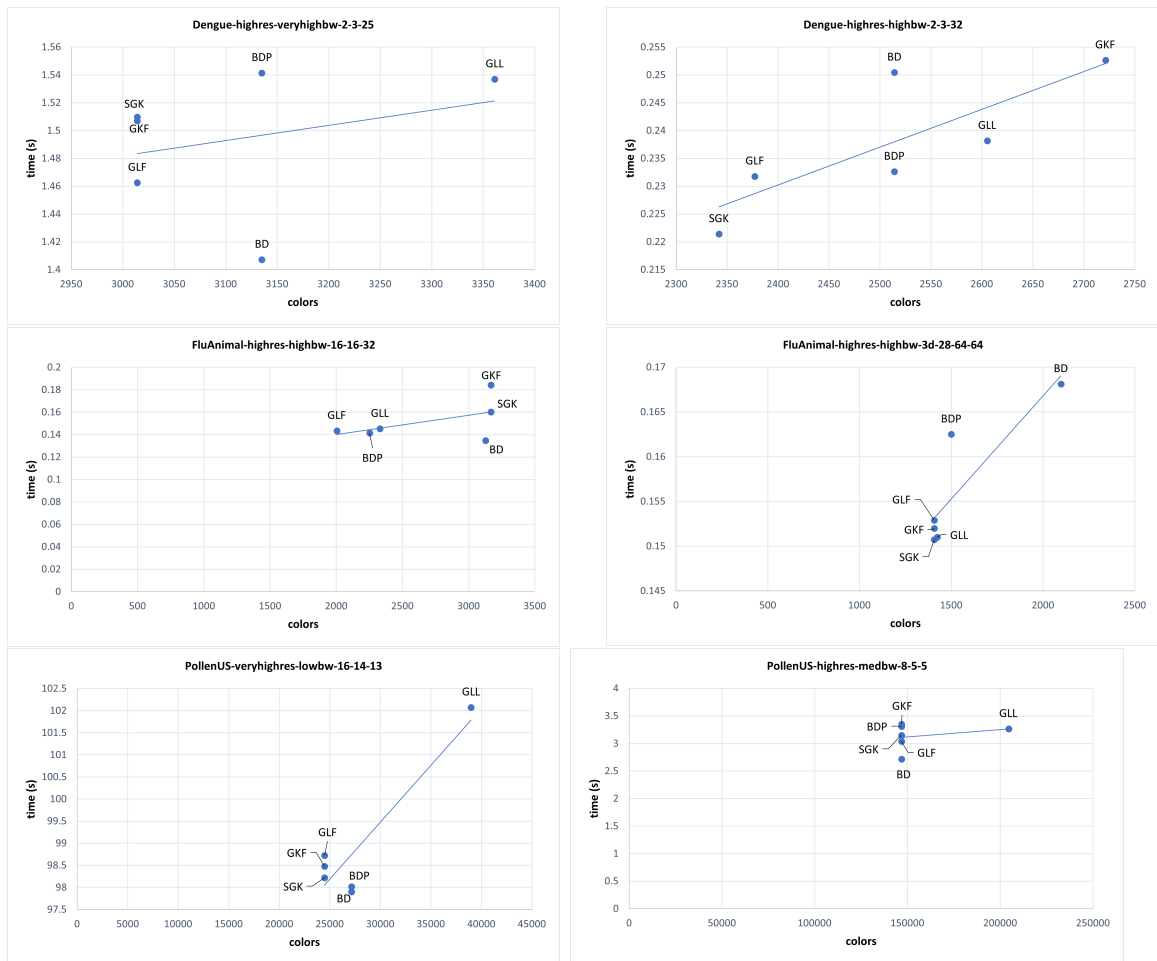 Dengue-highres-veryhighbw-2-3-25
1.56
1.54
1.52
1.5
1.48
1.46
1.44
1.42
1.4
time (s)
BDP
GLL
SGK
GKF
GLF
BD
2950 3000 3050 3100 3150 3200 3250 3300 3350 3400
colors
Dengue-highres-highbw-2-3-32
0.255
0.25
0.245
0.24
0.235
0.23
0.225
0.22
0.215
time (s)
GKF
BD
GLL
GLF
BDP
SGK
2300 2350 2400 2450 2500 2550 2600 2650 2700 2750
colors
FluAnimal-highres-highbw-16-16-32
0.2
0.18
0.16
0.14
0.12
0.1
0.08
0.06
0.04
0.02
0
time (s)
GKF
SGK
GLF
GLL
BD
BDP
0 500 1000 1500 2000 2500 3000 3500
colors
FluAnimal-highres-highbw-3d-28-64-64
0.17
0.165
0.16
0.155
0.15
0.145
time (s)
BD
BDP
GLF
GKF
GLL
SGK
0 500 1000 1500 2000 2500
colors
PollenUS-veryhighres-lowbw-16-14-13
102.5
102
101.5
101
100.5
100
99.5
99
98.5
98
97.5
time (s)
GLL
GLF
GKF
SGK
BDP
BD
0 5000 10000 15000 20000 25000 30000 35000 40000 45000
colors
PollenUS-highres-medbw-8-5-5
4
3.5
3
2.5
2
1.5
1
0.5
0
time (s)
GKF
GLL
BDP
SGK
GLF
BD
0 50000 100000 150000 200000 250000
colors